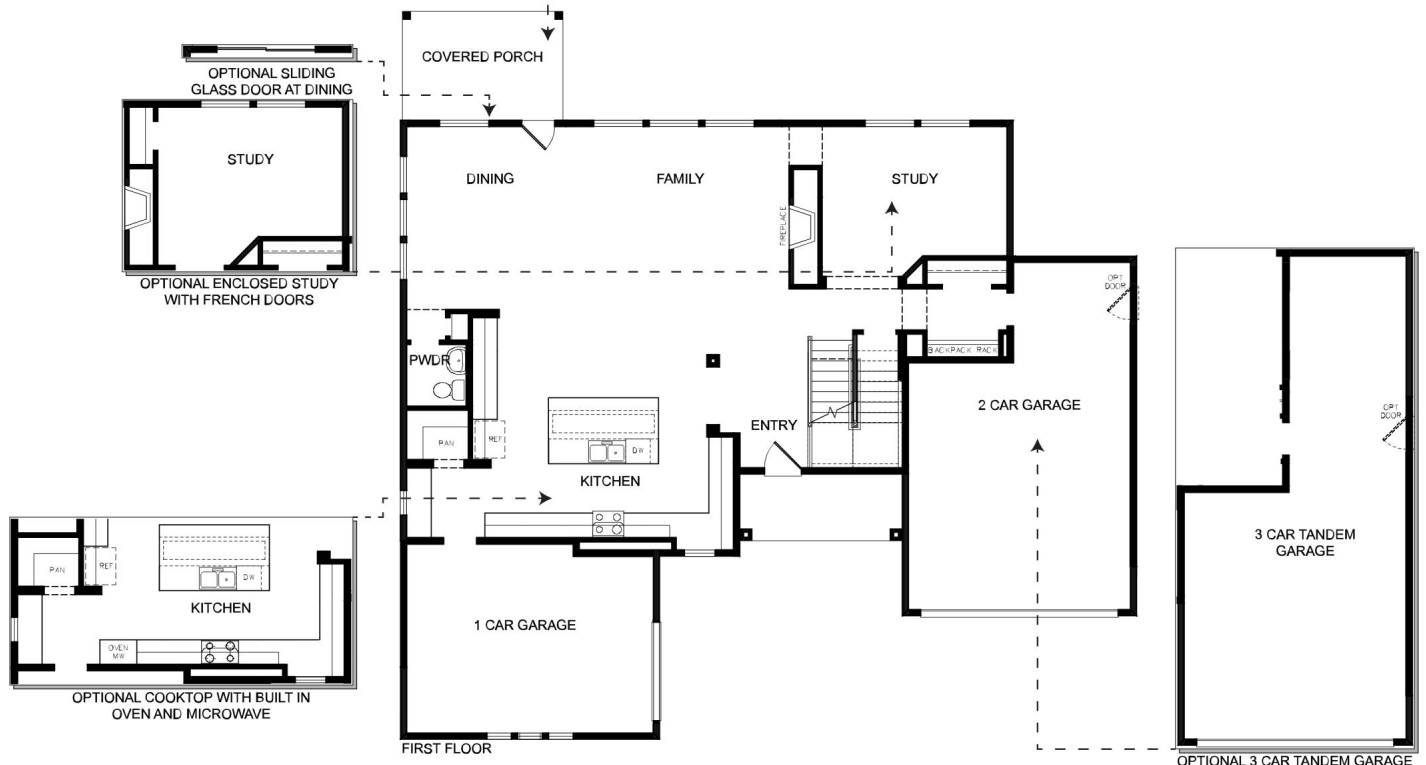 COVERED PORCH
OPTIONAL SLIDING
GLASS DOOR AT DINING
STUDY
OPTIONAL ENCLOSED STUDY
WITH FRENCH DOORS
DINING
FAMILY
FIREPLACE
STUDY
OPT
DOOR
BACKPACK RACK
PWDR
2 CAR GARAGE
PAN
REF
DW
ENTRY
KITCHEN
OPT
DOOR
3 CAR TANDEM
GARAGE
PAN
REF
DW
KITCHEN
OVEN
MW
OPTIONAL COOKTOP WITH BUILT IN
OVEN AND MICROWAVE
1 CAR GARAGE
FIRST FLOOR
OPTIONAL 3 CAR TANDEM GARAGE